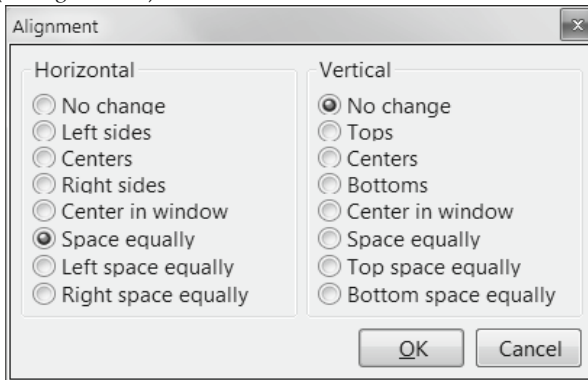 Alignment
Horizontal
No change
Left sides
Centers
Right sides
Center in window
Space equally
Left space equally
Right space equally
Vertical
No change
Tops
Centers
Bottoms
Center in window
Space equally
Top space equally
Bottom space equally
OK
Cancel